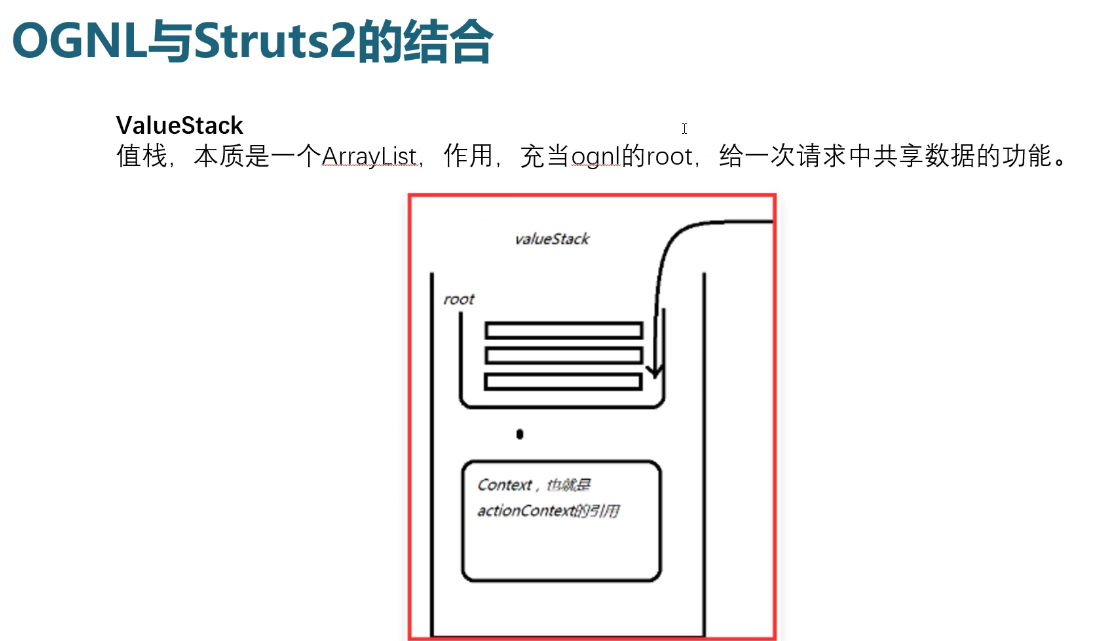 OGNL与Struts2的结合
ValueStack
值栈，本质是一个ArrayList，作用，充当ognl的root，给一次请求中共享数据的功能。
valueStack
root
Context，也就是
actionContext的引用